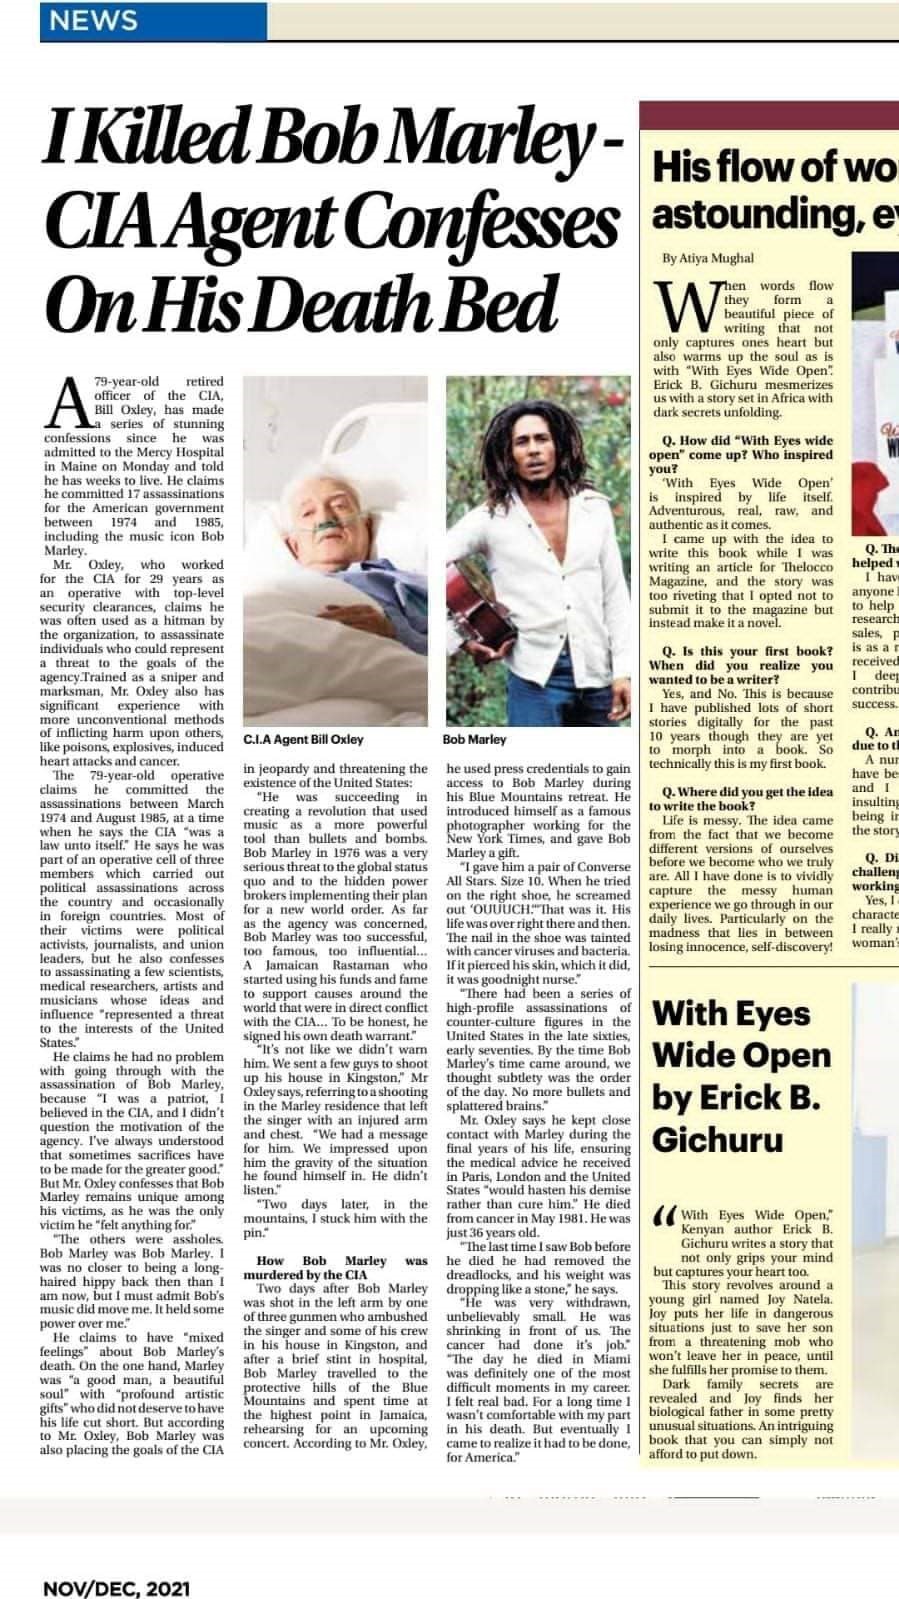 NEWS
I Killed Bob Marley -
CIA Agent Confesses
On His Death Bed
A 79-year-old retired
officer of the CIA,
Bill Oxley, has made
a series of stunning
confessions since he was
admitted to the Mercy Hospital
in Maine on Monday and told
he has weeks to live. He claims
he committed 17 assassinations
for the American government
between 1974 and 1985,
including the music icon Bob
Marley.
Mr. Oxley, who worked
for the CIA for 29 years as
an operative with top-level
security clearances, claims he
was often used as a hitman by
the organization, to assassinate
individuals who could represent
a threat to the goals of the
agency.Trained as a sniper and
marksman, Mr. Oxley also has
significant experience with
more unconventional methods
of inflicting harm upon others,
like poisons, explosives, induced
heart attacks and cancer.
The 79-year-old operative
claims he committed the
assassinations between March
1974 and August 1985, at a time
when he says the CIA “was a
law unto itself.” He says he was
part of an operative cell of three
members which carried out
political assassinations across
the country and occasionally
in foreign countries. Most of
their victims were political
activists, journalists, and union
leaders, but he also confesses
to assassinating a few scientists,
medical researchers, artists and
musicians whose ideas and
influence “represented a threat
to the interests of the United
States.”
He claims he had no problem
with going through with the
assassination of Bob Marley,
because “I was a patriot, I
believed in the CIA, and I didn’t
question the motivation of the
agency. I’ve always understood
that sometimes sacrifices have
to be made for the greater good.”
But Mr. Oxley confesses that Bob
Marley remains unique among
his victims, as he was the only
victim he “felt anything for.”
“The others were assholes.
Bob Marley was Bob Marley. I
was no closer to being a long-
haired hippy back then than I
am now, but I must admit Bob’s
music did move me. It held some
power over me.”
He claims to have “mixed
feelings” about Bob Marley’s
death. On the one hand, Marley
was “a good man, a beautiful
soul” with “profound artistic
gifts” who did not deserve to have
his life cut short. But according
to Mr. Oxley, Bob Marley was
also placing the goals of the CIA
C.I.A Agent Bill Oxley
in jeopardy and threatening the
existence of the United States:
“He was succeeding in
creating a revolution that used
music as a more powerful
tool than bullets and bombs.
Bob Marley in 1976 was a very
serious threat to the global status
quo and to the hidden power
brokers implementing their plan
for a new world order. As far
as the agency was concerned,
Bob Marley was too successful,
too famous, too influential…
A Jamaican Rastaman who
started using his funds and fame
to support causes around the
world that were in direct conflict
with the CIA… To be honest, he
signed his own death warrant.”
“It’s not like we didn’t warn
him. We sent a few guys to shoot
up his house in Kingston,” Mr
Oxley says, referring to a shooting
in the Marley residence that left
the singer with an injured arm
and chest. “We had a message
for him. We impressed upon
him the gravity of the situation
he found himself in. He didn’t
listen.”
“Two days later, in the
mountains, I stuck him with the
pin.”
How Bob Marley was
murdered by the CIA
Two days after Bob Marley
was shot in the left arm by one
of three gunmen who ambushed
the singer and some of his crew
in his house in Kingston, and
after a brief stint in hospital,
Bob Marley travelled to the
protective hills of the Blue
Mountains and spent time at
the highest point in Jamaica,
rehearsing for an upcoming
concert. According to Mr. Oxley,
Bob Marley
he used press credentials to gain
access to Bob Marley during
his Blue Mountains retreat. He
introduced himself as a famous
photographer working for the
New York Times, and gave Bob
Marley a gift.
“I gave him a pair of Converse
All Stars. Size 10. When he tried
on the right shoe, he screamed
out ‘OUUUCH.’“That was it. His
life was over right there and then.
The nail in the shoe was tainted
with cancer viruses and bacteria.
If it pierced his skin, which it did,
it was goodnight nurse.”
“There had been a series of
high-profile assassinations of
counter-culture figures in the
United States in the late sixties,
early seventies. By the time Bob
Marley’s time came around, we
thought subtlety was the order
of the day. No more bullets and
splattered brains.”
Mr. Oxley says he kept close
contact with Marley during the
final years of his life, ensuring
the medical advice he received
in Paris, London and the United
States “would hasten his demise
rather than cure him.” He died
from cancer in May 1981. He was
just 36 years old.
“The last time I saw Bob before
he died he had removed the
dreadlocks, and his weight was
dropping like a stone,” he says.
“He was very withdrawn,
unbelievably small. He was
shrinking in front of us. The
cancer had done it’s job.”
“The day he died in Miami
was definitely one of the most
difficult moments in my career.
I felt real bad. For a long time I
wasn’t comfortable with my part
in his death. But eventually I
came to realize it had to be done,
for America.”
His flow of wo
astounding, ey
By Atiya Mughal
When words flow
they form a
beautiful piece of
writing that not
only captures ones heart but
also warms up the soul as is
with “With Eyes Wide Open”.
Erick B. Gichuru mesmerizes
us with a story set in Africa with
dark secrets unfolding.
Q. How did “With Eyes wide
open” come up? Who inspired
you?
‘With Eyes Wide Open’
is inspired by life itself.
Adventurous, real, raw, and
authentic as it comes.
I came up with the idea to
write this book while I was
writing an article for Thelocco
Magazine, and the story was
too riveting that I opted not to
submit it to the magazine but
instead make it a novel.
Q. Is this your first book?
When did you realize you
wanted to be a writer?
Yes, and No. This is because
I have published lots of short
stories digitally for the past
10 years though they are yet
to morph into a book. So
technically this is my first book.
Q. Where did you get the idea
to write the book?
Life is messy. The idea came
from the fact that we become
different versions of ourselves
before we become who we truly
are. All I have done is to vividly
capture the messy human
experience we go through in our
daily lives. Particularly on the
madness that lies in between
losing innocence, self-discovery!
Q. The
helped
I hav
anyone
to help
research
sales, p
is as a r
received
I deep
contribu
success.
Q. An
due to t
A nur
have be
and I
insulting
being in
the story
Q. Di
challeng
working
Yes, I
characte
I really
woman’s
With Eyes
Wide Open
by Erick B.
Gichuru
“With Eyes Wide Open,”
Kenyan author Erick B.
Gichuru writes a story that
not only grips your mind
but captures your heart too.
This story revolves around a
young girl named Joy Natela.
Joy puts her life in dangerous
situations just to save her son
from a threatening mob who
won’t leave her in peace, until
she fulfills her promise to them.
Dark family secrets are
revealed and Joy finds her
biological father in some pretty
unusual situations. An intriguing
book that you can simply not
afford to put down.
NOV/DEC, 2021